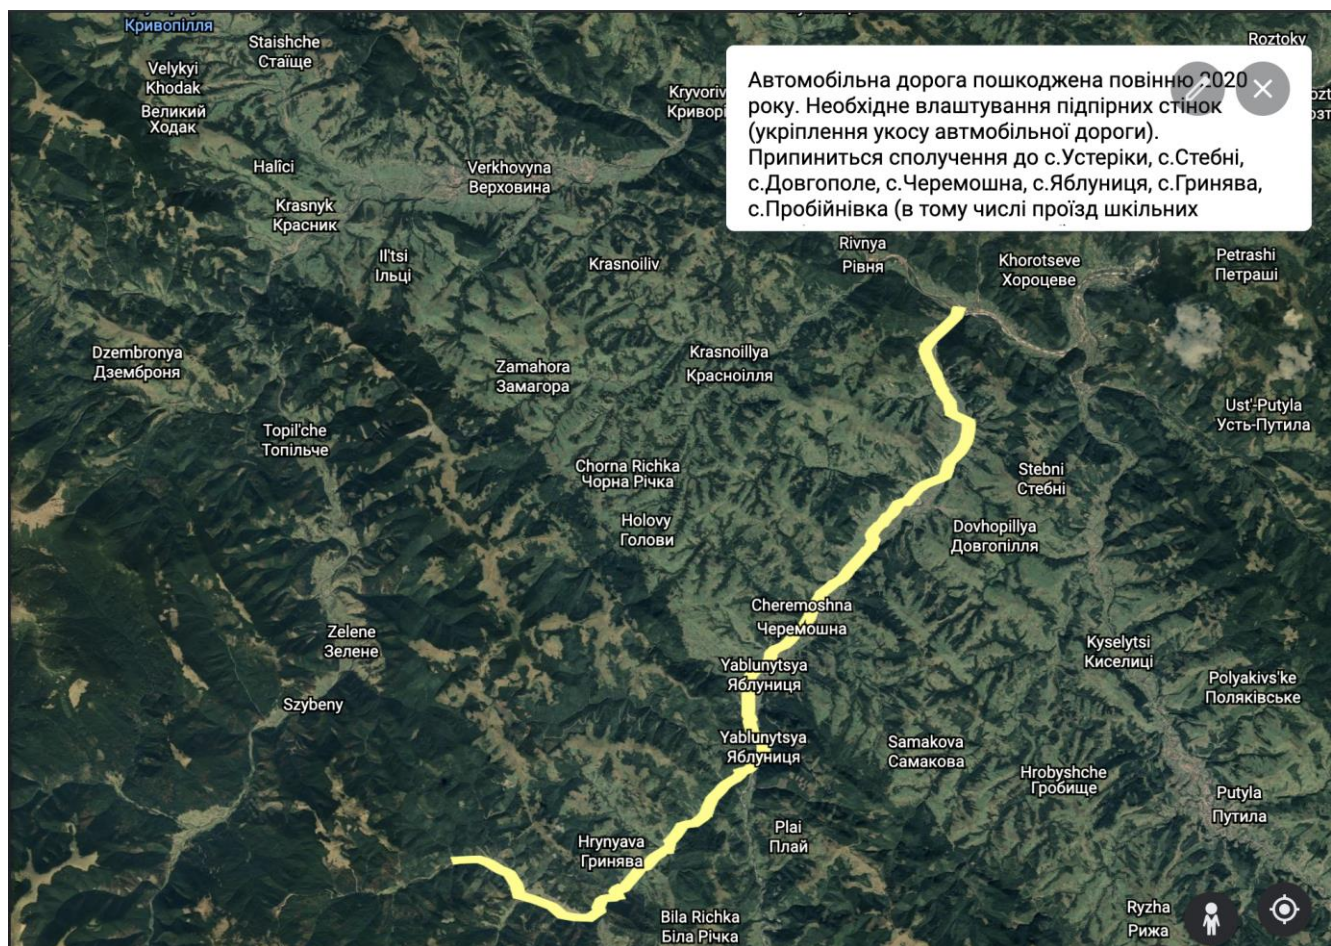 Кривопілля
Staishche
Стаїще
Velykyi
Khodak
Великий
Ходак
Roztoky
Автомобільна дорога пошкоджена повінню 2020
року. Необхідне влаштування підпірних стінок
(укріплення укосу автмобільної дороги).
Припиниться сполучення до с.Устеріки, с.Стебні,
с.Довгополе, с.Черемошна, с.Яблуниця, с.Гринява,
с.Пробійнівка (в тому числі проїзд шкільних
Kryvoriv
Криворі
Halîci
Verkhovyna
Верховина
Krasnyk
Красник
Il'tsi
Ільці
Krasnoiliv
Rivnya
Рівня
Khorotseve
Хороцеве
Petrashi
Петраші
Dzembronya
Дземброня
Zamahora
Замагора
Krasnoillya
Красноілля
Ust'-Putyla
Усть-Путила
Topil'che
Топільче
Chorna Richka
Чорна Річка
Stebni
Стебні
Holovy
Голови
Dovhopillya
Довгопілля
Cheremoshna
Черемошна
Zelene
Зелене
Yablunytsya
Яблуниця
Kyselytsi
Киселиці
Polyakivs'ke
Поляківське
Szybeny
Yablunytsya
Яблуниця
Samakova
Самакова
Hrobyshche
Гробище
Putyla
Путила
Plai
Плай
Hrynyava
Гринява
Bila Richka
Біла Річка
Ryzha
Рижа